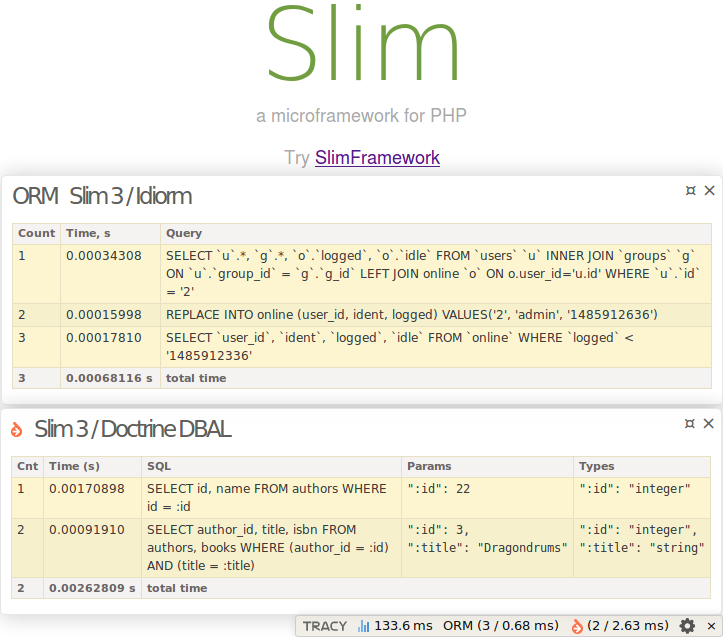 Slim
a microframework for PHP
Try SlimFramework
ORM Slim 3 / Idiorm ¤ ×
Count Time, s Query
1 0.00034308 SELECT `u`.*, `g`.*, `o`.`logged`, `o`.`idle` FROM `users` `u` INNER JOIN `groups` `g`
ON `u`.`group_id` = `g`.`g_id` LEFT JOIN online `o` ON o.user_id='u.id' WHERE `u`.`id`
= '2'
2 0.00015998 REPLACE INTO online (user_id, ident, logged) VALUES('2', 'admin', '1485912636')
3 0.00017810 SELECT `user_id`, `ident`, `logged`, `idle` FROM `online` WHERE `logged` <
'1485912336'
3 0.00068116 s total time
Slim 3 / Doctrine DBAL ¤ ×
Cnt Time (s) SQL Params Types
1 0.00170898 SELECT id, name FROM authors WHERE ":id": 22 ":id": "integer"
id = :id
2 0.00091910 SELECT author_id, title, isbn FROM ":id": 3, ":id": "integer",
authors, books WHERE (author_id = :id) ":title": "Dragondrums" ":title": "string"
AND (title = :title)
2 0.00262809 s total time
TRACY 133.6 ms ORM (3 / 0.68 ms) (2 / 2.63 ms) ×